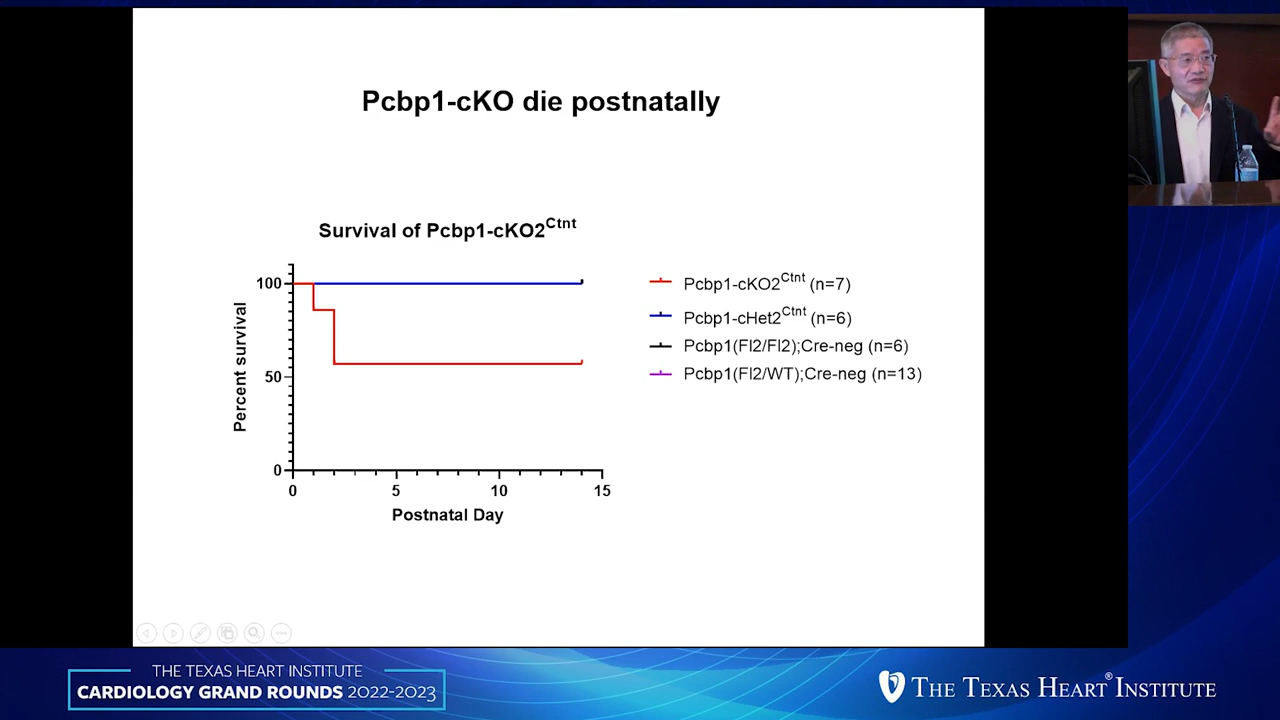 Pcbp1-cKO die postnatally
Survival of Pcbp1-cKO2Ctnt
Percent survival
100
50
0
0
5
10
15
Postnatal Day
Pcbp1-cKO2Ctnt (n=7)
Pcbp1-cHet2Ctnt (n=6)
Pcbp1(Fl2/Fl2);Cre-neg (n=6)
Pcbp1(Fl2/WT);Cre-neg (n=13)
THE TEXAS HEART INSTITUTE
CARDIOLOGY GRAND ROUNDS 2022-2023
THE TEXAS HEART® INSTITUTE